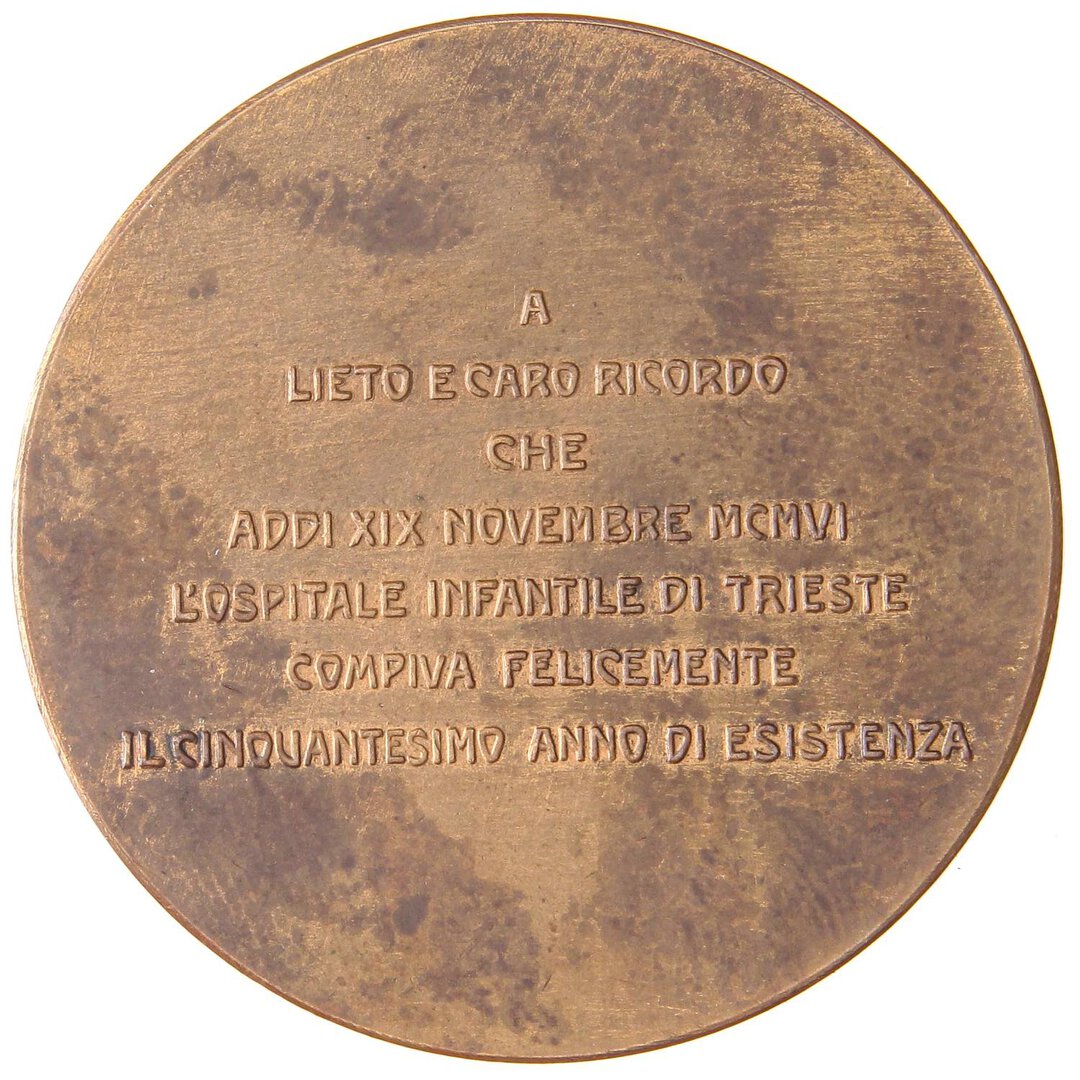 A
LIETO E CARO RICORDO
CHE
ADDI XIX NOVEMBRE MCMVI
L'OSPITALE INFANTILE DI TRIESTE
COMPIVA FELICEMENTE
IL CINQUANTESIMO ANNO DI ESISTENZA